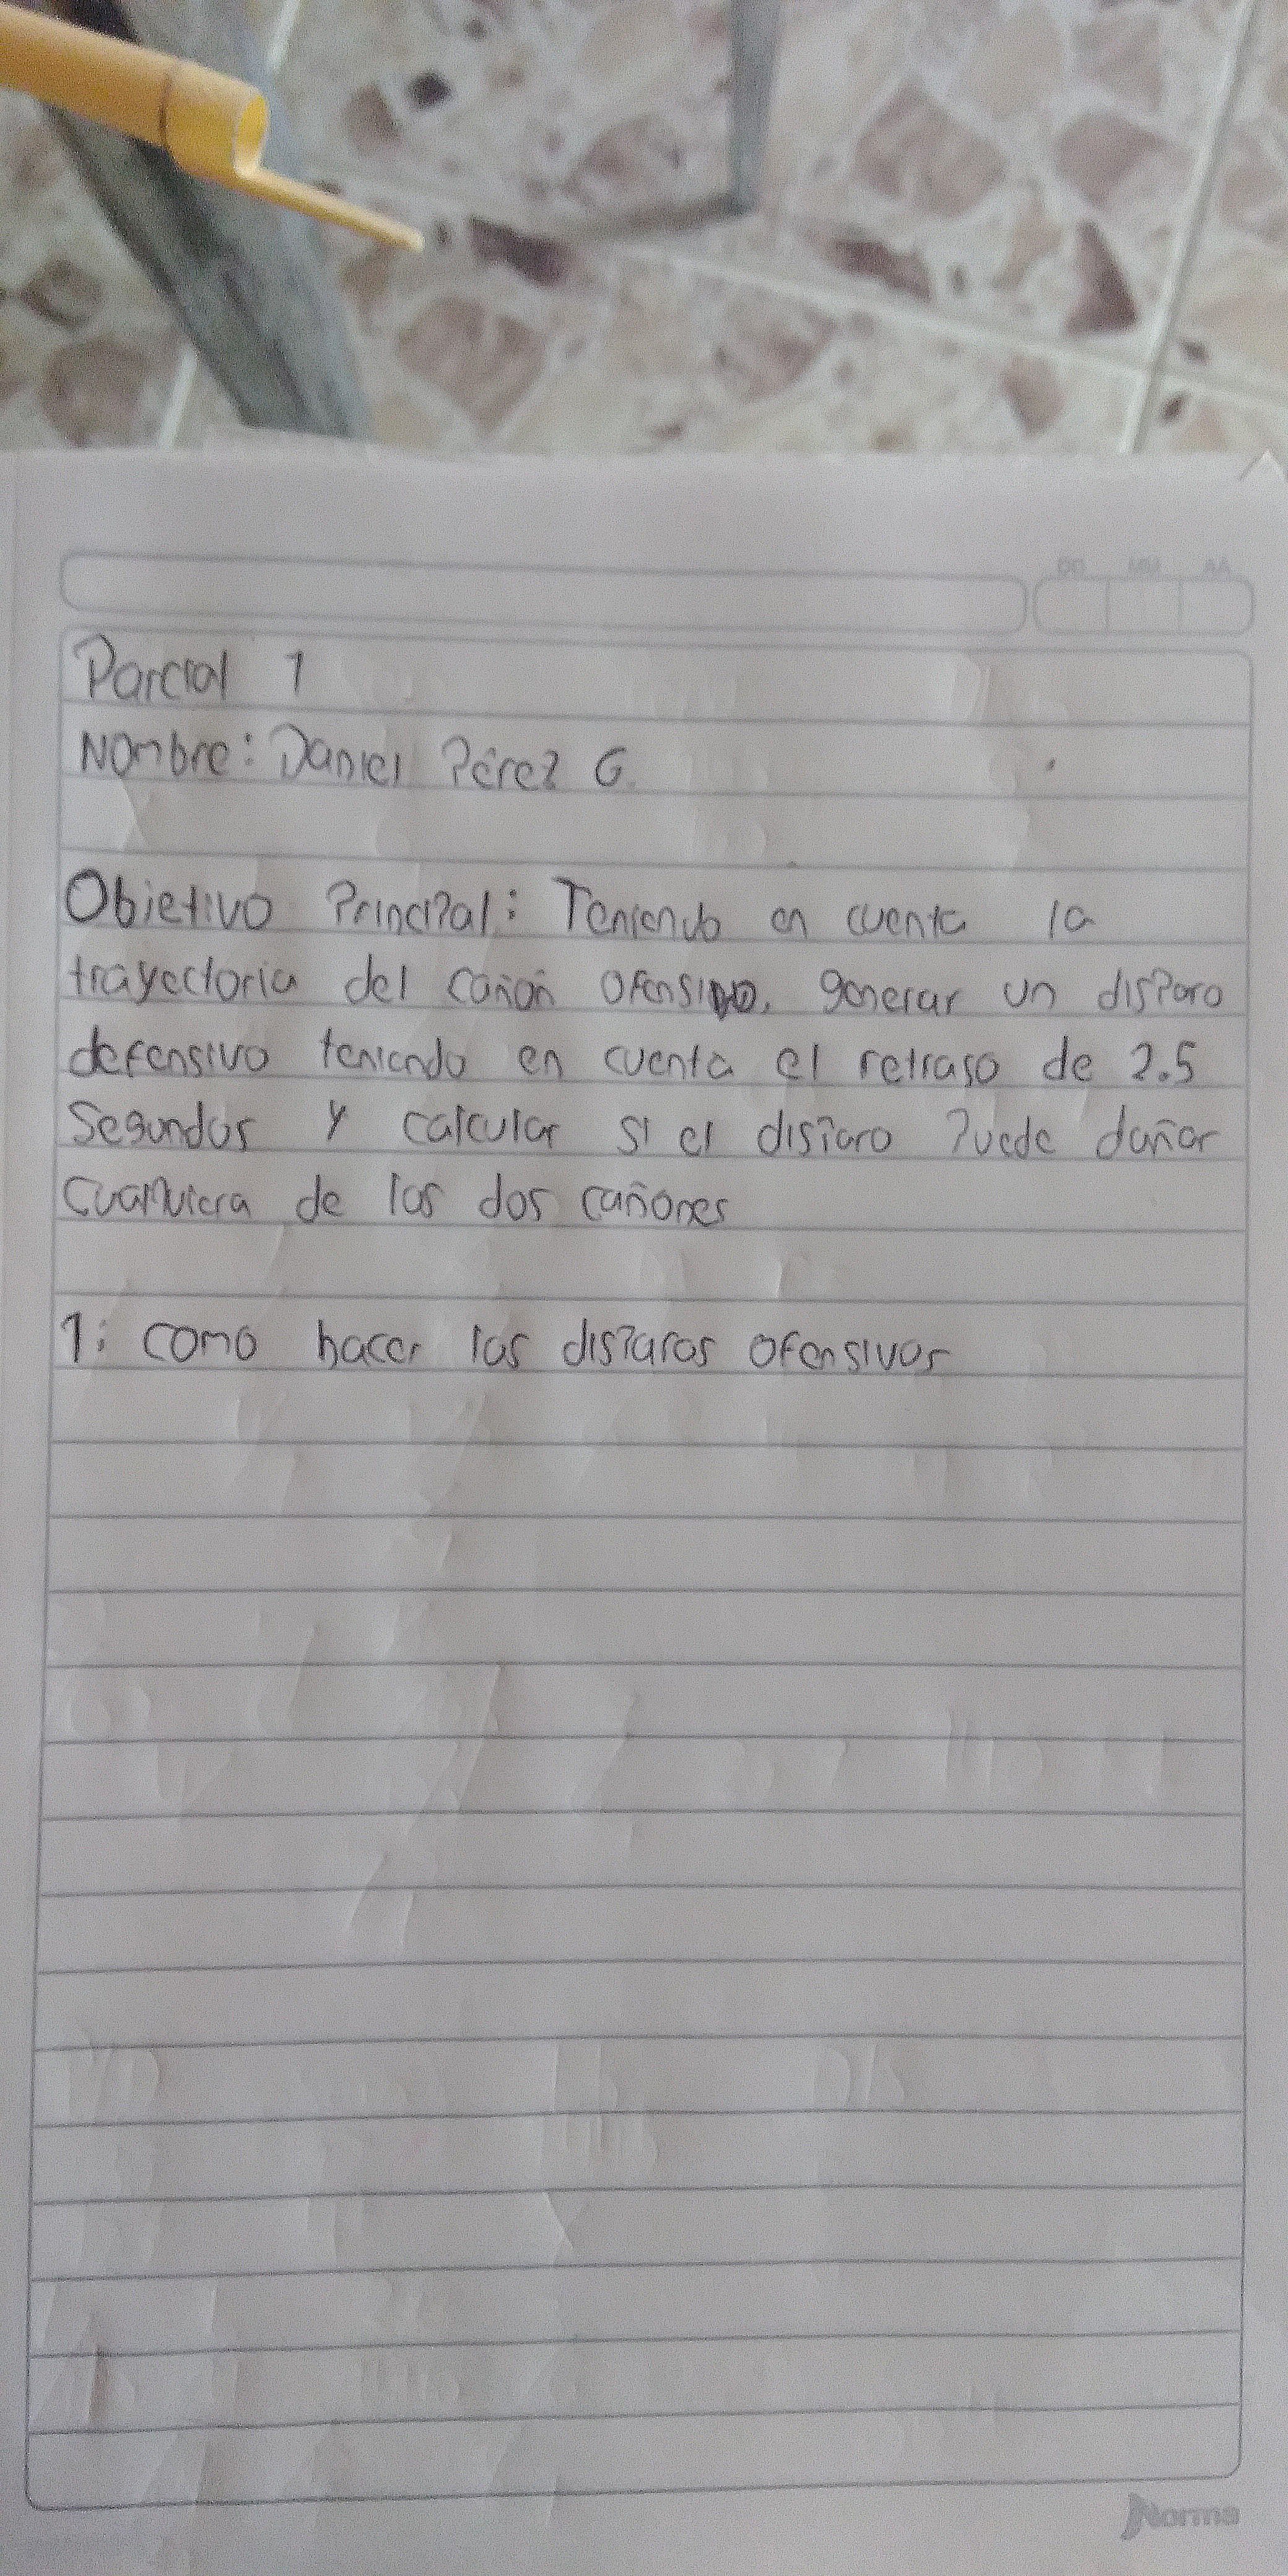 DD MM AA
Parcial 1
Nombre: Daniel Pérez G.
Objetivo Principal: Teniendo en cuenta la
trayectoria del cañon ofensivo, generar un disparo
defensivo teniendo en cuenta el retraso de 2.5
Segundos y calcular si el disparo Puede dañar
cualquiera de los dos cañones
1: como hacer los disparos ofensivos
Norma